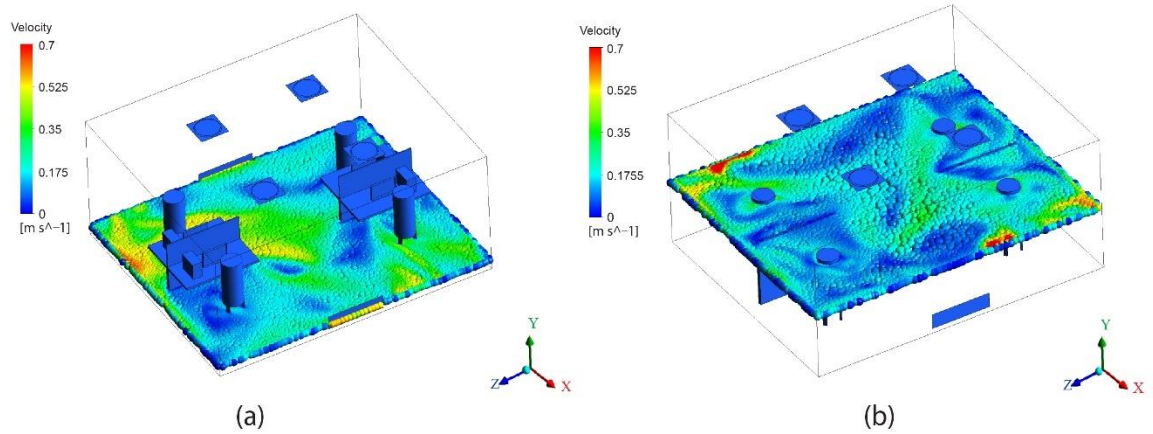 Velocity
0.7
0.525
0.35
0.175
0
[m s^−1]
Y
Z
X
(a)
Velocity
0.7
0.525
0.35
0.1755
0
[m s^−1]
Y
Z
X
(b)